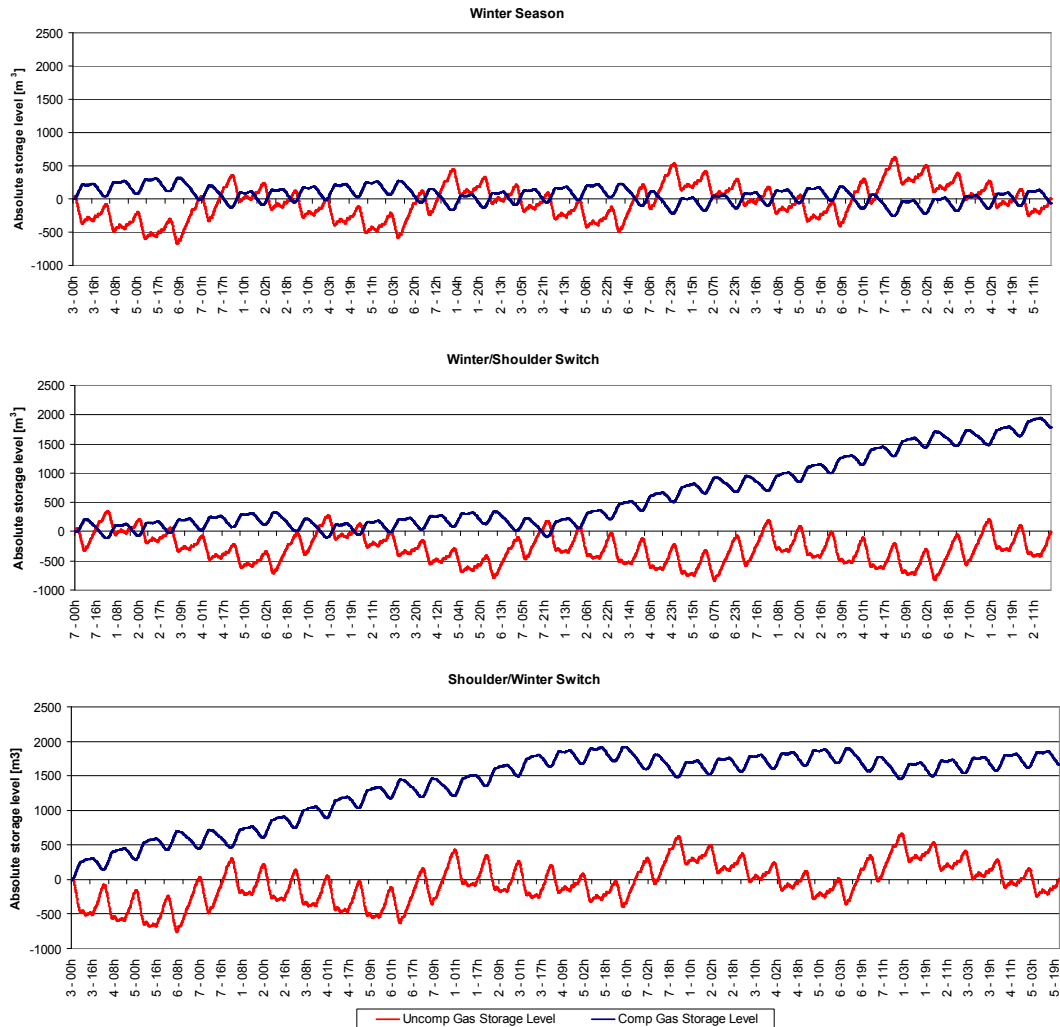 Winter Season
Absolute storage level [m³]
2500
2000
1500
1000
500
0
-500
-1000
3 - 00h
3 - 16h
4 - 08h
5 - 00h
5 - 17h
6 - 09h
7 - 01h
7 - 17h
1 - 10h
2 - 02h
2 - 18h
3 - 10h
4 - 03h
4 - 19h
5 - 11h
6 - 03h
6 - 20h
7 - 12h
1 - 04h
1 - 20h
2 - 13h
3 - 05h
3 - 21h
4 - 13h
5 - 06h
5 - 22h
6 - 14h
7 - 06h
7 - 23h
1 - 15h
2 - 07h
2 - 23h
3 - 16h
4 - 08h
5 - 00h
5 - 16h
6 - 09h
7 - 01h
7 - 17h
1 - 09h
2 - 02h
2 - 18h
3 - 10h
4 - 02h
4 - 19h
5 - 11h
Winter/Shoulder Switch
Absolute storage level [m³]
2500
2000
1500
1000
500
0
-500
-1000
7 - 00h
7 - 16h
1 - 08h
2 - 00h
2 - 17h
3 - 09h
4 - 01h
4 - 17h
5 - 10h
6 - 02h
6 - 18h
7 - 10h
1 - 03h
1 - 19h
2 - 11h
3 - 03h
3 - 20h
4 - 12h
5 - 04h
5 - 20h
6 - 13h
7 - 05h
7 - 21h
1 - 13h
2 - 06h
2 - 22h
3 - 14h
4 - 06h
4 - 23h
5 - 15h
6 - 07h
6 - 23h
7 - 16h
1 - 08h
2 - 00h
2 - 16h
3 - 09h
4 - 01h
4 - 17h
5 - 09h
6 - 02h
6 - 18h
7 - 10h
1 - 02h
1 - 19h
2 - 11h
Shoulder/Winter Switch
Absolute storage level [m3]
2500
2000
1500
1000
500
0
-500
-1000
3 - 00h
3 - 16h
4 - 08h
5 - 00h
5 - 16h
6 - 08h
7 - 00h
7 - 16h
1 - 08h
2 - 00h
2 - 16h
3 - 08h
4 - 01h
4 - 17h
5 - 09h
6 - 01h
6 - 17h
7 - 09h
1 - 01h
1 - 17h
2 - 09h
3 - 01h
3 - 17h
4 - 09h
5 - 02h
5 - 18h
6 - 10h
7 - 02h
7 - 18h
1 - 10h
2 - 02h
2 - 18h
3 - 10h
4 - 02h
4 - 18h
5 - 10h
6 - 03h
6 - 19h
7 - 11h
1 - 03h
1 - 19h
2 - 11h
3 - 03h
3 - 19h
4 - 11h
5 - 03h
5 - 19h
Uncomp Gas Storage Level
Comp Gas Storage Level